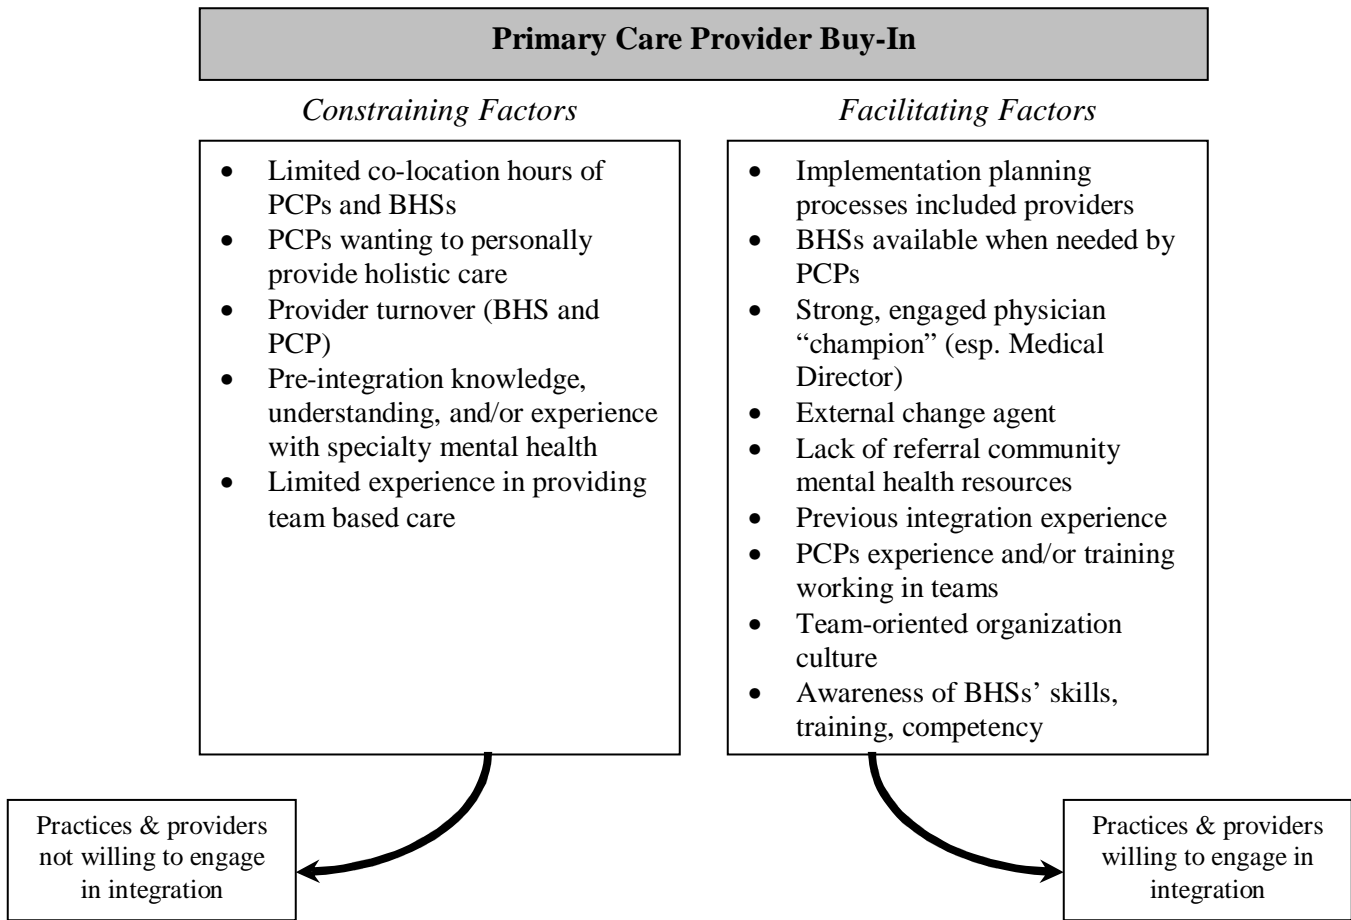 Primary Care Provider Buy-In
Constraining Factors
• Limited co-location hours of
PCPs and BHSs
• PCPs wanting to personally
provide holistic care
• Provider turnover (BHS and
PCP)
• Pre-integration knowledge,
understanding, and/or experience
with specialty mental health
• Limited experience in providing
team based care
Facilitating Factors
• Implementation planning
processes included providers
• BHSs available when needed by
PCPs
• Strong, engaged physician
“champion” (esp. Medical
Director)
• External change agent
• Lack of referral community
mental health resources
• Previous integration experience
• PCPs experience and/or training
working in teams
• Team-oriented organization
culture
• Awareness of BHSs’ skills,
training, competency
Practices & providers
not willing to engage
in integration
Practices & providers
willing to engage in
integration